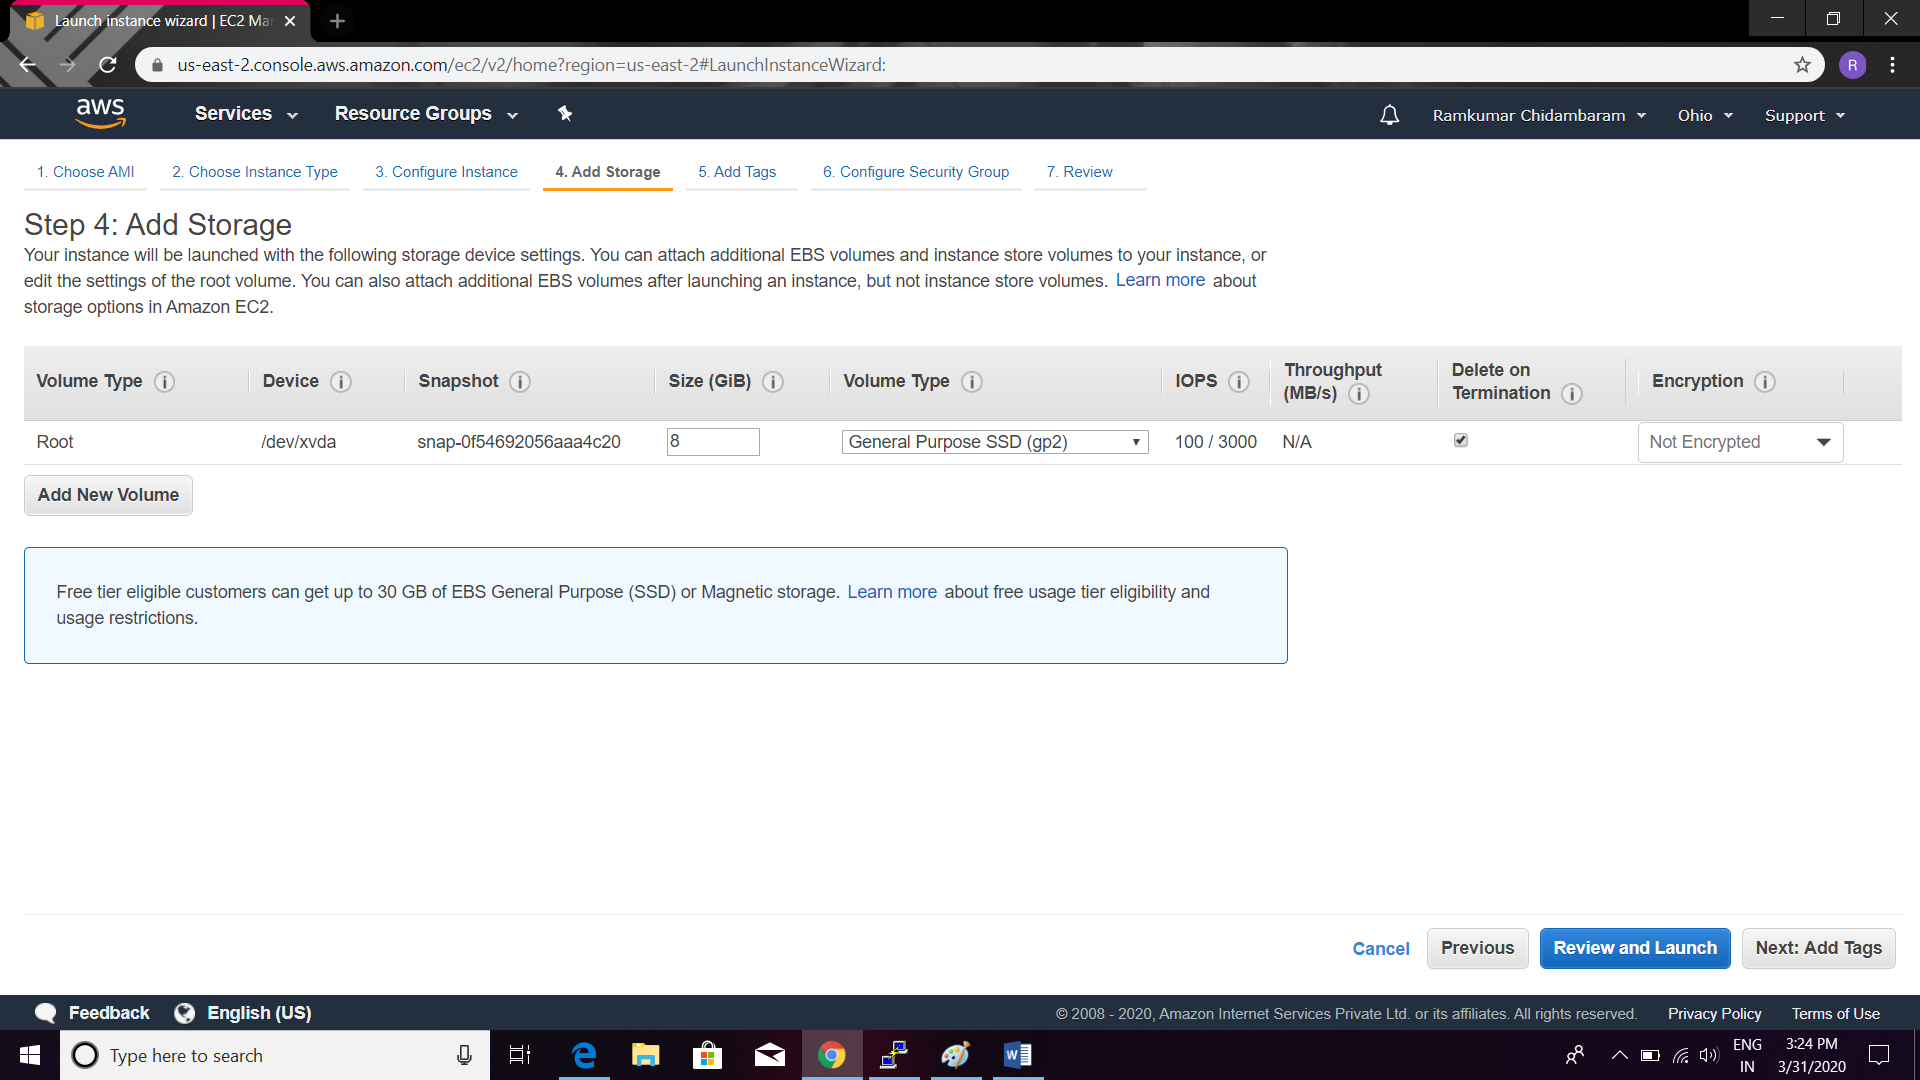 Launch instance wizard | EC2 Ma
us-east-2.console.aws.amazon.com/ec2/v2/home?region=us-east-2#LaunchInstanceWizard:
R
aws
Services
Resource Groups
Ramkumar Chidambaram
Ohio
Support
1. Choose AMI
2. Choose Instance Type
3. Configure Instance
4. Add Storage
5. Add Tags
6. Configure Security Group
7. Review
Step 4: Add Storage
Your instance will be launched with the following storage device settings. You can attach additional EBS volumes and instance store volumes to your instance, or
edit the settings of the root volume. You can also attach additional EBS volumes after launching an instance, but not instance store volumes. Learn more about
storage options in Amazon EC2.
Volume Type i
Device i
Snapshot i
Size (GiB) i
Volume Type i
IOPS i
Throughput
(MB/s) i
Delete on
Termination i
Encryption i
Root
/dev/xvda
snap-0f54692056aaa4c20
8
General Purpose SSD (gp2)
100 / 3000
N/A
Not Encrypted
Add New Volume
Free tier eligible customers can get up to 30 GB of EBS General Purpose (SSD) or Magnetic storage. Learn more about free usage tier eligibility and
usage restrictions.
Cancel
Previous
Review and Launch
Next: Add Tags
Feedback
English (US)
© 2008 - 2020, Amazon Internet Services Private Ltd. or its affiliates. All rights reserved.
Privacy Policy
Terms of Use
Type here to search
ENG
IN
3:24 PM
3/31/2020